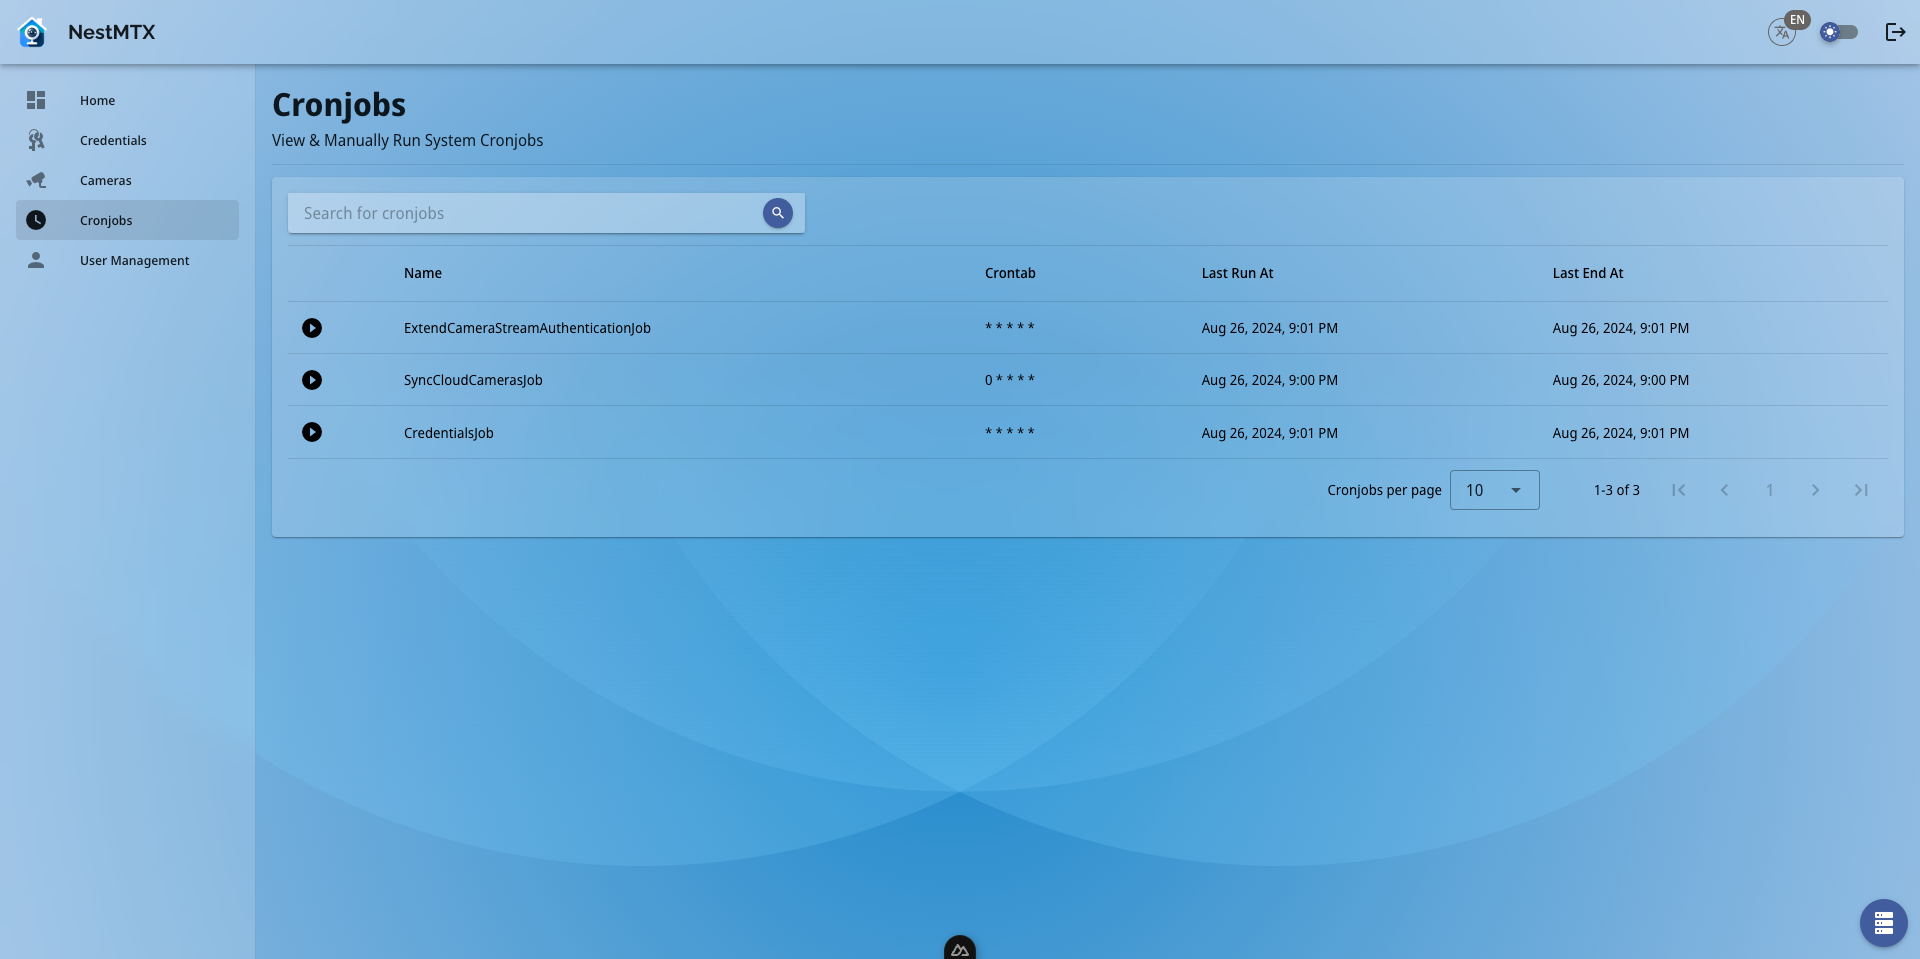 NestMTX
EN
Home
Credentials
Cameras
Cronjobs
User Management
Cronjobs
View & Manually Run System Cronjobs
Search for cronjobs
Name Crontab Last Run At Last End At
ExtendCameraStreamAuthenticationJob * * * * * Aug 26, 2024, 9:01 PM Aug 26, 2024, 9:01 PM
SyncCloudCamerasJob 0 * * * * Aug 26, 2024, 9:00 PM Aug 26, 2024, 9:00 PM
CredentialsJob * * * * * Aug 26, 2024, 9:01 PM Aug 26, 2024, 9:01 PM
Cronjobs per page 10 1-3 of 3 1